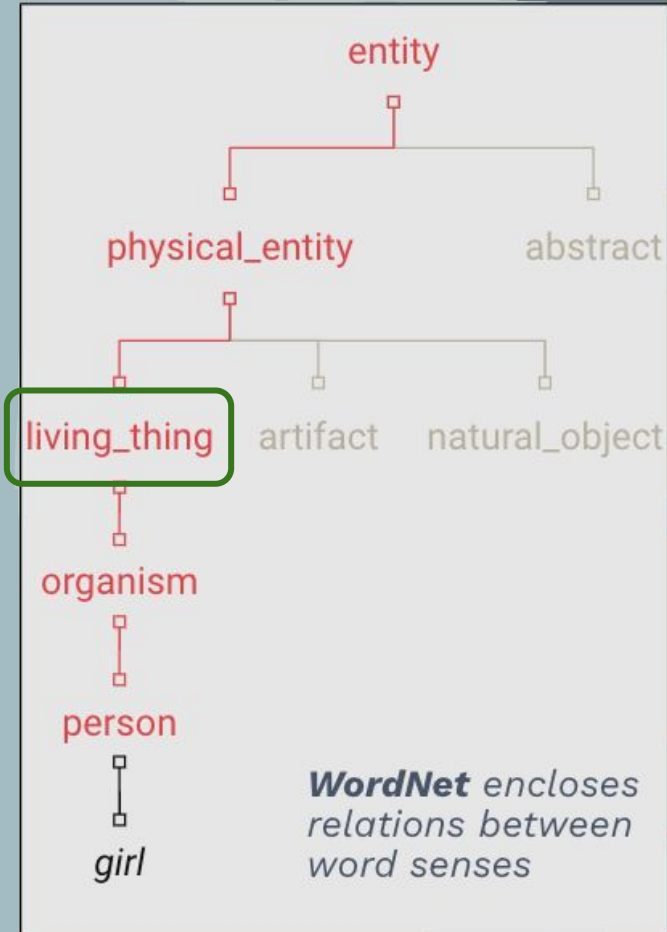 entity
physical_entity abstract
living_thing artifact natural_object
organism
person
girl
WordNet encloses
relations between
word senses